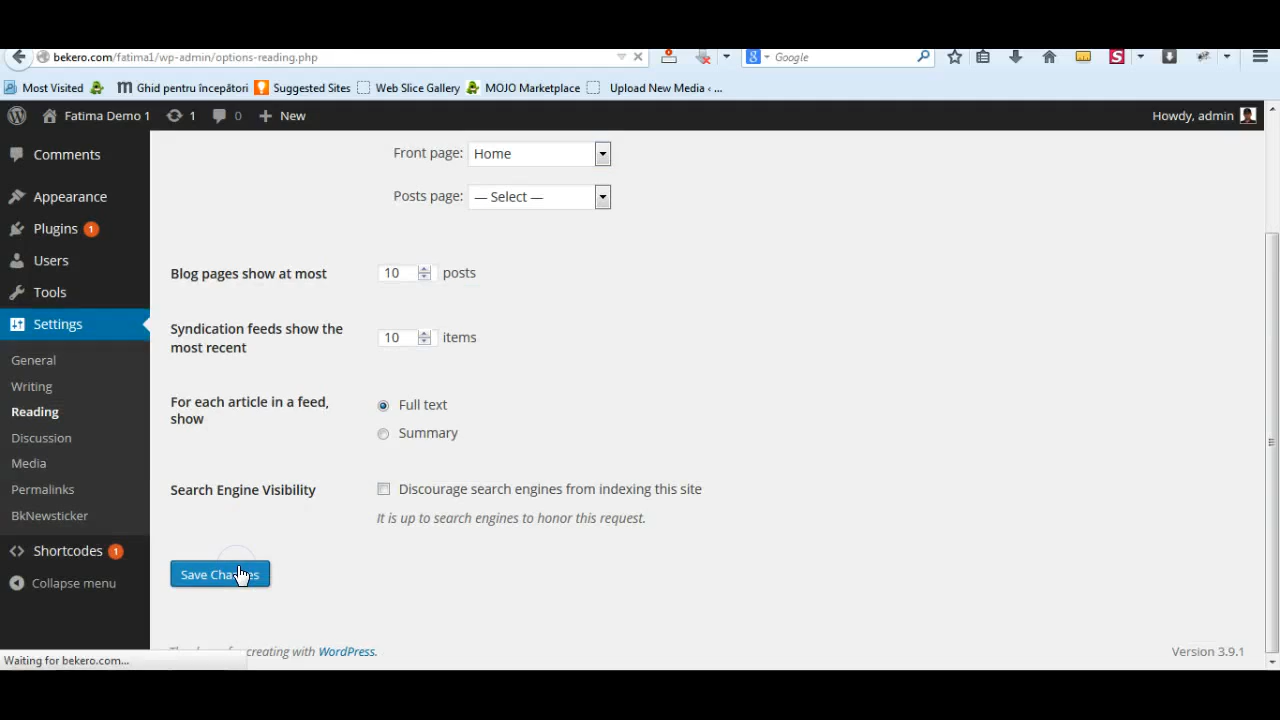 bekero.com/fatima1/wp-admin/options-reading.php
Google
Most Visited
Ghid pentru începători
Suggested Sites
Web Slice Gallery
MOJO Marketplace
Upload New Media ‹ ...
Fatima Demo 1
1
0
New
Howdy, admin
Comments
Appearance
Plugins 1
Users
Tools
Settings
General
Writing
Reading
Discussion
Media
Permalinks
BkNewsticker
Shortcodes 1
Collapse menu
Front page: Home
Posts page: — Select —
Blog pages show at most 10 posts
Syndication feeds show the
most recent
10 items
For each article in a feed,
show
Full text
Summary
Search Engine Visibility
Discourage search engines from indexing this site
It is up to search engines to honor this request.
Save Changes
creating with WordPress.
Version 3.9.1
Waiting for bekero.com...